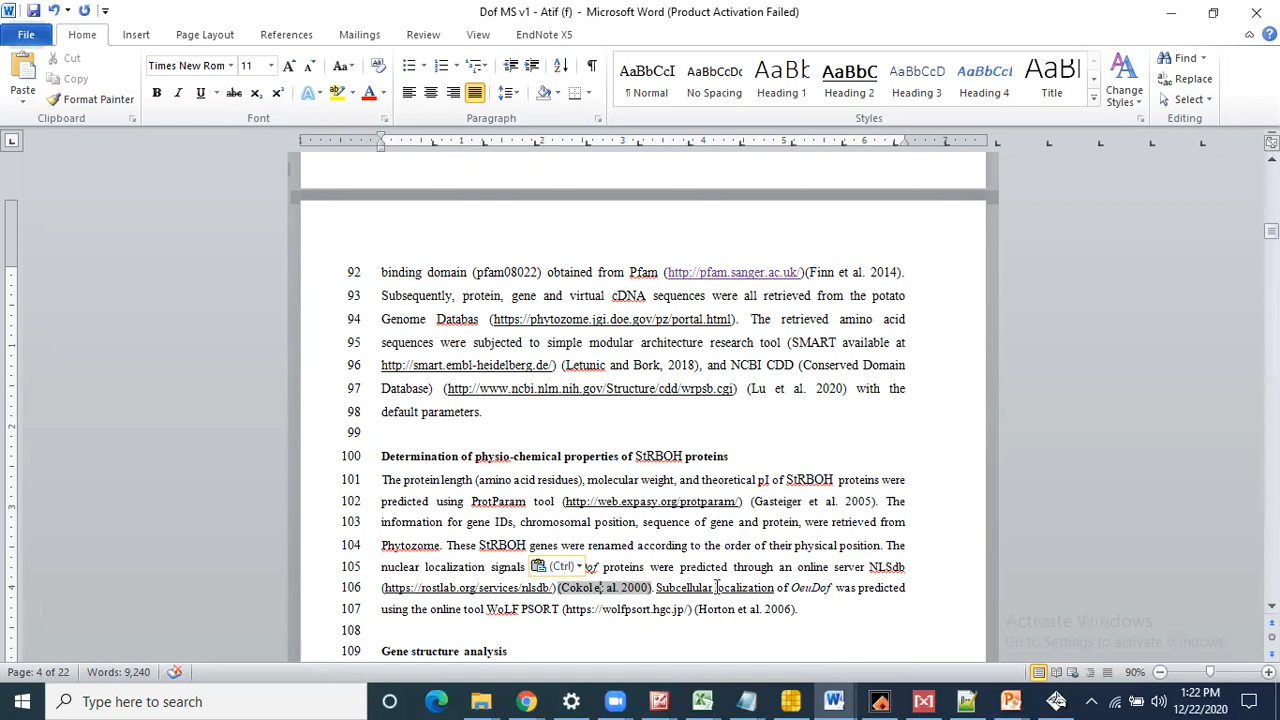 Dof MS v1 - Atif (f) - Microsoft Word (Product Activation Failed)
File Home Insert Page Layout References Mailings Review View EndNote X5
Cut
Copy
Format Painter
Paste
Clipboard
Times New Rom 11
Font
Paragraph
AaBbCcI AaBbCcDc AaBbC AaBbC AaBbCcD AaBbCcI AaBl
¶ Normal No Spacing Heading 1 Heading 2 Heading 3 Heading 4 Title
Change Styles
Styles
Find
Replace
Select
Editing
92 binding domain (pfam08022) obtained from Pfam (http://pfam.sanger.ac.uk/)(Finn et al. 2014).
93 Subsequently, protein, gene and virtual cDNA sequences were all retrieved from the potato
94 Genome Databas (https://phytozome.jgi.doe.gov/pz/portal.html). The retrieved amino acid
95 sequences were subjected to simple modular architecture research tool (SMART available at
96 http://smart.embl-heidelberg.de/) (Letunic and Bork, 2018), and NCBI CDD (Conserved Domain
97 Database) (http://www.ncbi.nlm.nih.gov/Structure/cdd/wrpsb.cgi) (Lu et al. 2020) with the
98 default parameters.
99
100 Determination of physio-chemical properties of StRBOH proteins
101 The protein length (amino acid residues), molecular weight, and theoretical pI of StRBOH proteins were
102 predicted using ProtParam tool (http://web.expasy.org/protparam/) (Gasteiger et al. 2005). The
103 information for gene IDs, chromosomal position, sequence of gene and protein, were retrieved from
104 Phytozome. These StRBOH genes were renamed according to the order of their physical position. The
105 nuclear localization signals (Ctrl) of proteins were predicted through an online server NLSdb
106 (https://rostlab.org/services/nlsdb/)(Cokol et al. 2000). Subcellular localization of OeuDof was predicted
107 using the online tool WoLF PSORT (https://wolfpsort.hgc.jp/) (Horton et al. 2006).
108
109 Gene structure analysis
Activate Windows
Go to Settings to activate Windows.
Page: 4 of 22 Words: 9,240 90%
Type here to search
1:22 PM
12/22/2020